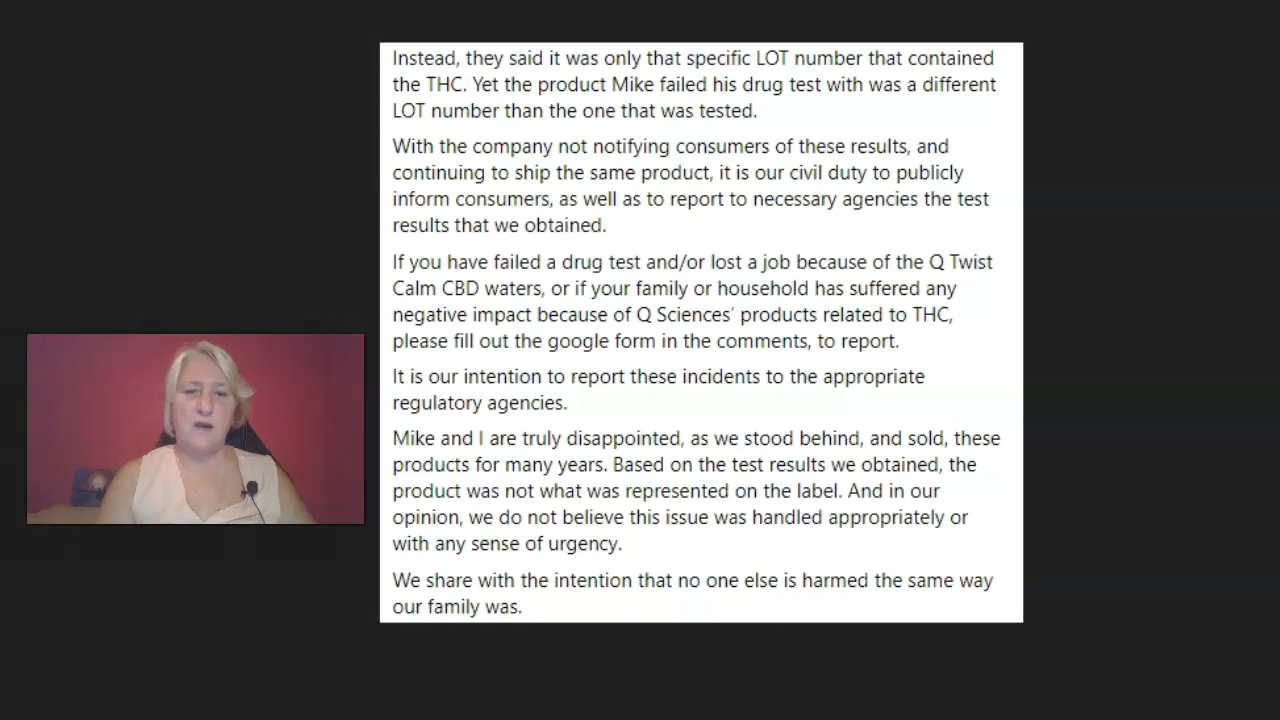 Instead, they said it was only that specific LOT number that contained
the THC. Yet the product Mike failed his drug test with was a different
LOT number than the one that was tested.
With the company not notifying consumers of these results, and
continuing to ship the same product, it is our civil duty to publicly
inform consumers, as well as to report to necessary agencies the test
results that we obtained.
If you have failed a drug test and/or lost a job because of the Q Twist
Calm CBD waters, or if your family or household has suffered any
negative impact because of Q Sciences' products related to THC,
please fill out the google form in the comments, to report.
It is our intention to report these incidents to the appropriate
regulatory agencies.
Mike and I are truly disappointed, as we stood behind, and sold, these
products for many years. Based on the test results we obtained, the
product was not what was represented on the label. And in our
opinion, we do not believe this issue was handled appropriately or
with any sense of urgency.
We share with the intention that no one else is harmed the same way
our family was.